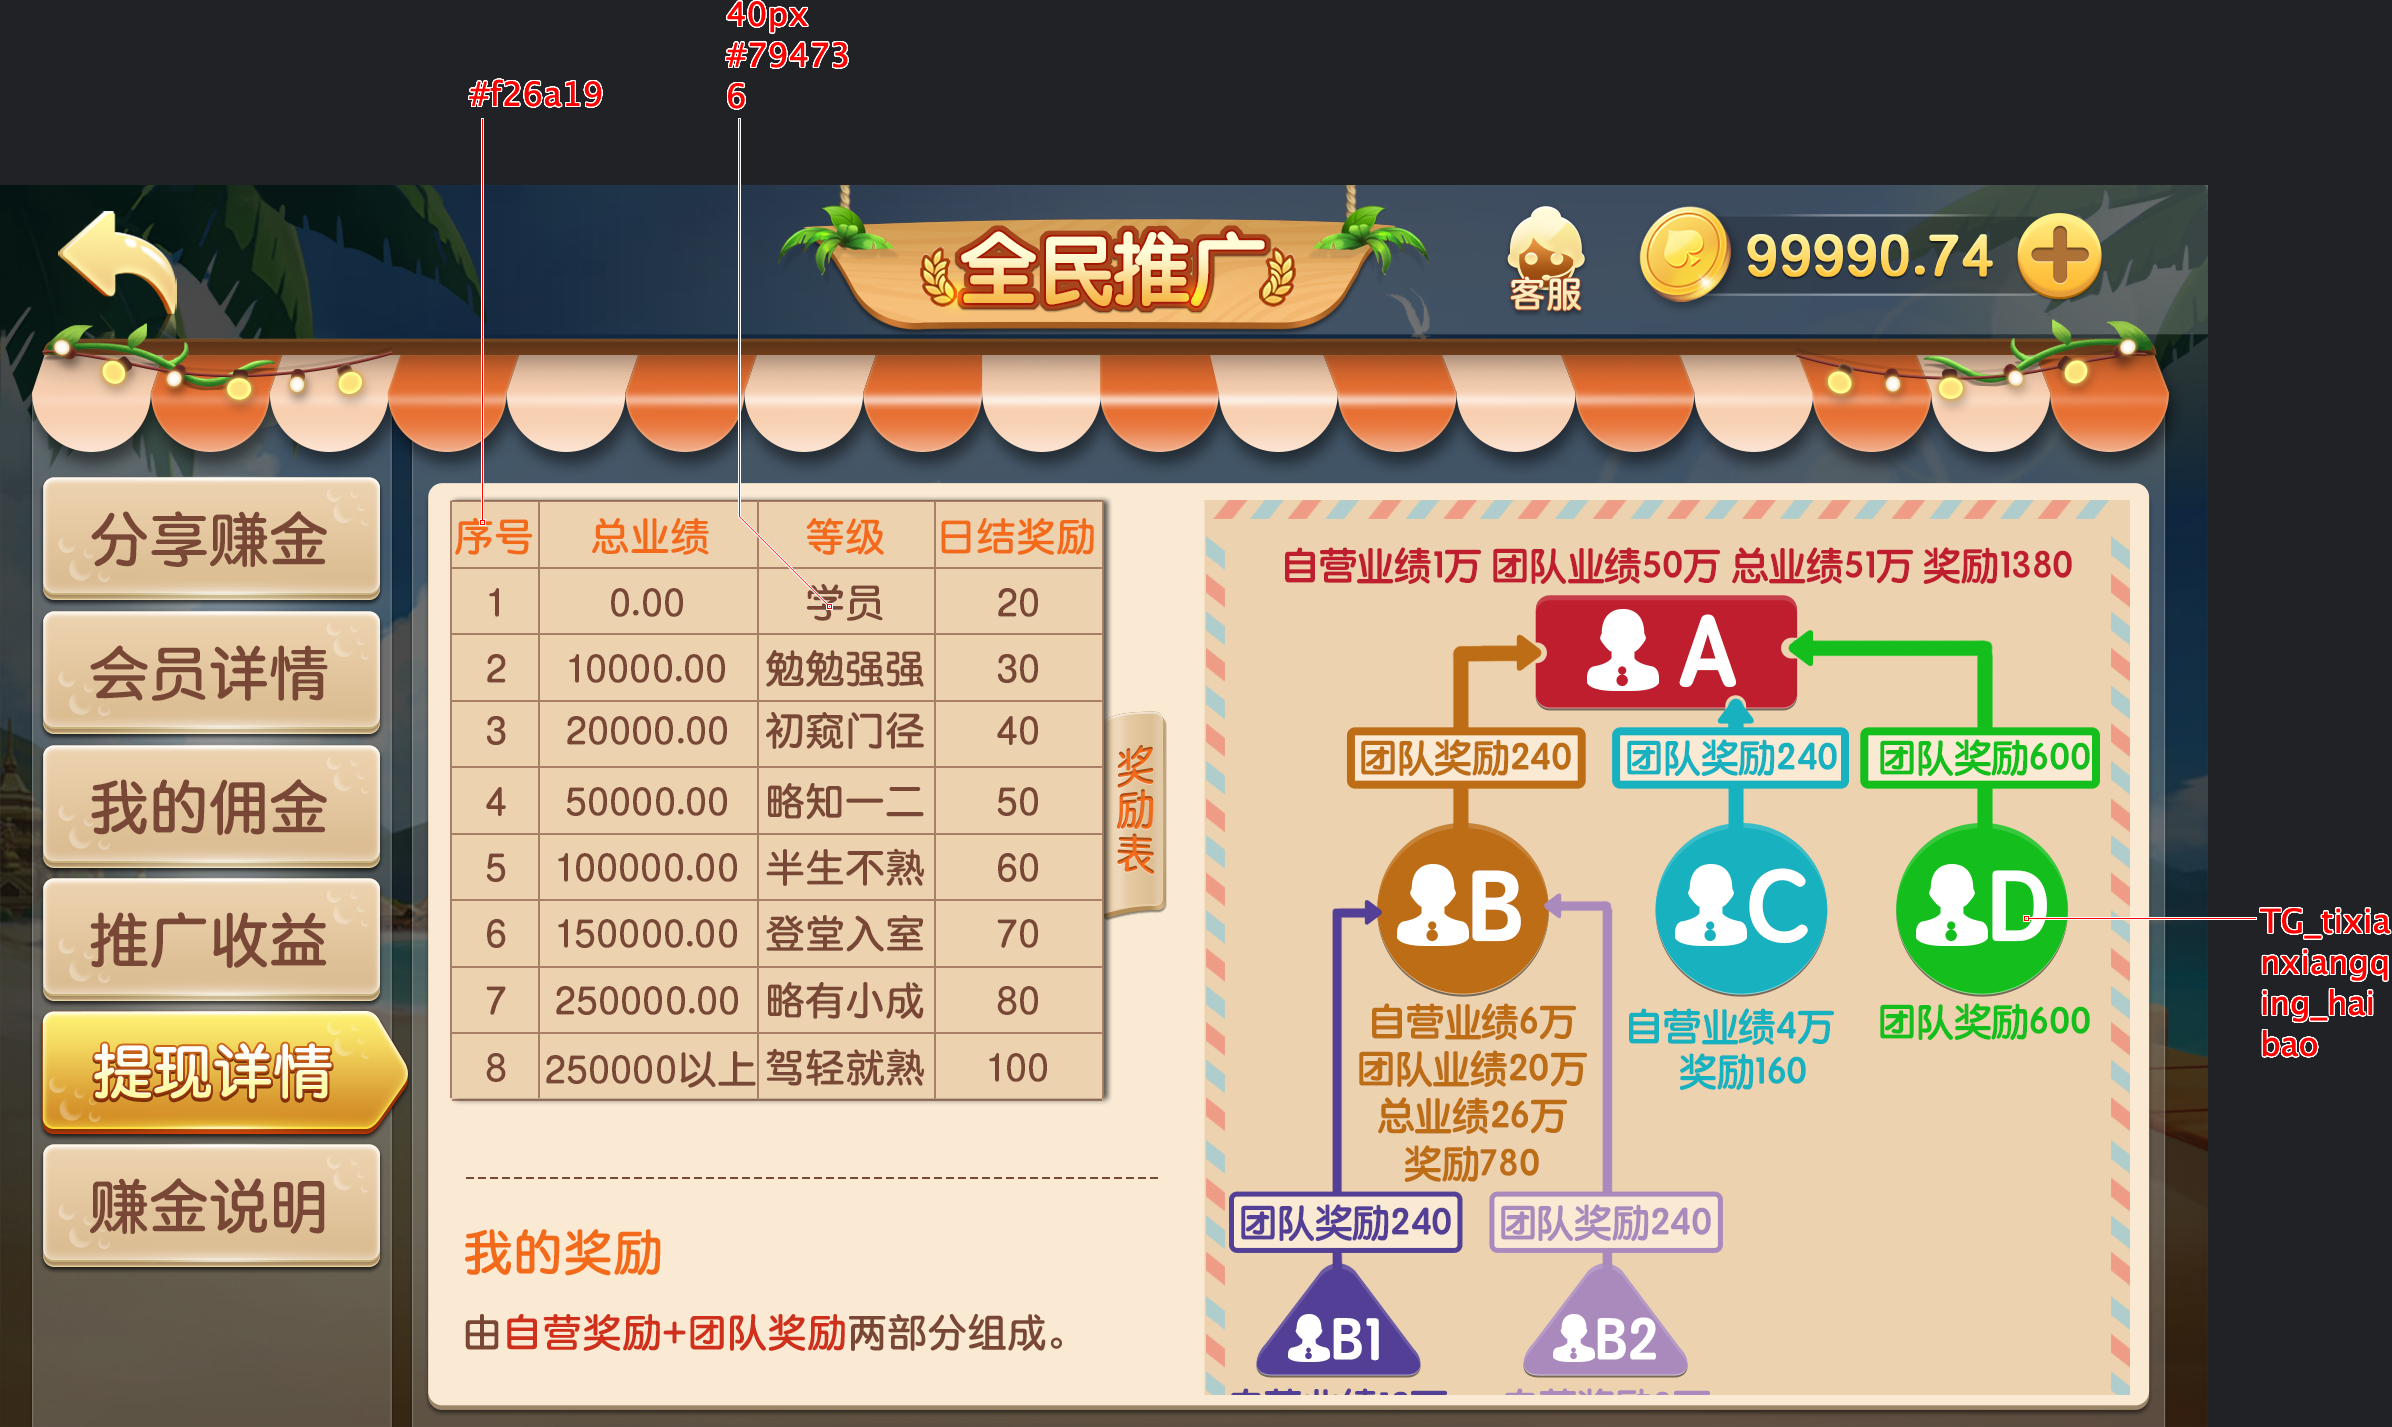 40px
#79473
6
#f26a19
全民推广
客服
99990.74
分享赚金
会员详情
我的佣金
推广收益
提现详情
赚金说明
序号 总业绩 等级 日结奖励
1 0.00 学员 20
2 10000.00 勉勉强强 30
3 20000.00 初窥门径 40
4 50000.00 略知一二 50
5 100000.00 半生不熟 60
6 150000.00 登堂入室 70
7 250000.00 略有小成 80
8 250000以上 驾轻就熟 100
奖励表
我的奖励
由自营奖励+团队奖励两部分组成。
自营业绩1万 团队业绩50万 总业绩51万 奖励1380
A
团队奖励240
团队奖励240
团队奖励600
B
C
D
自营业绩6万
团队业绩20万
总业绩26万
奖励780
自营业绩4万
奖励160
团队奖励600
团队奖励240
团队奖励240
B1
B2
TG_tixia
nxiangq
ing_hai
bao